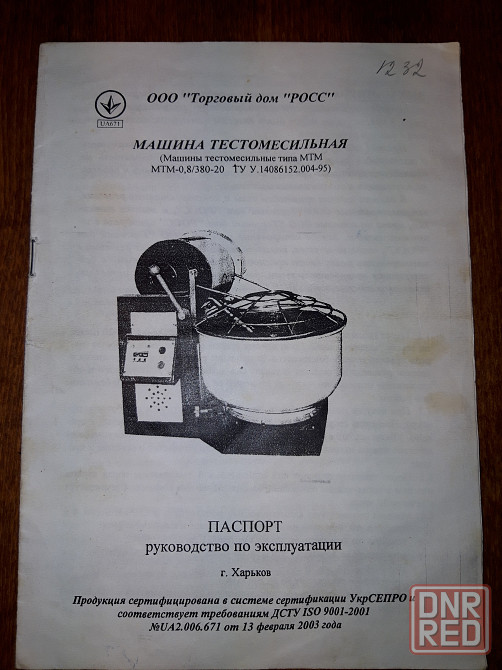 1232
UA671
ООО "Торговый дом "РОСС"
МАШИНА ТЕСТОМЕСИЛЬНАЯ
(Машины тестомесильные типа МТМ
МТМ-0,8/380-20 ТУ У.14086152.004-95)
ПАСПОРТ
руководство по эксплуатации
г. Харьков
Продукция сертифицирована в системе сертификации УкрСЕПРО и
соответствует требованиям ДСТУ ISO 9001-2001
№UA2.006.671 от 13 февраля 2003 года
DNR
RED